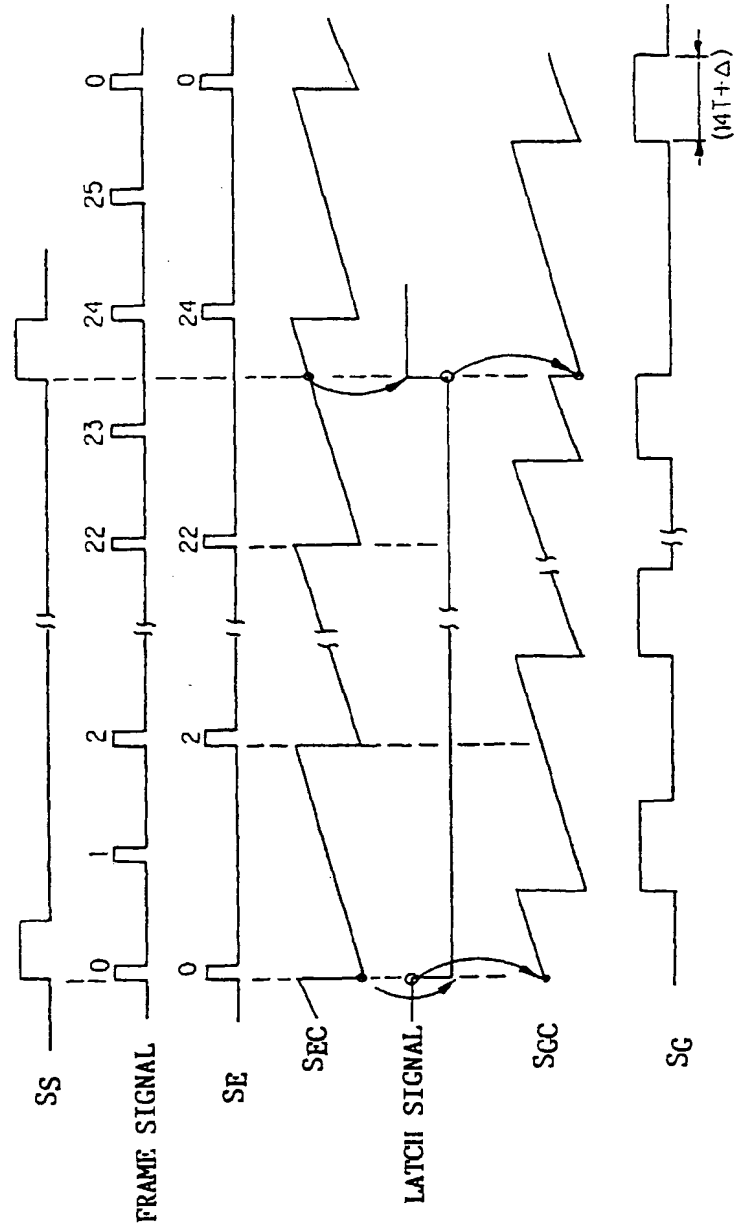 SS
FRAME SIGNAL
0 1 2 22 23 24 25 0
SE
0 2 22 24 0
SEC
LATCH SIGNAL
SGC
SG
(14T+Δ)